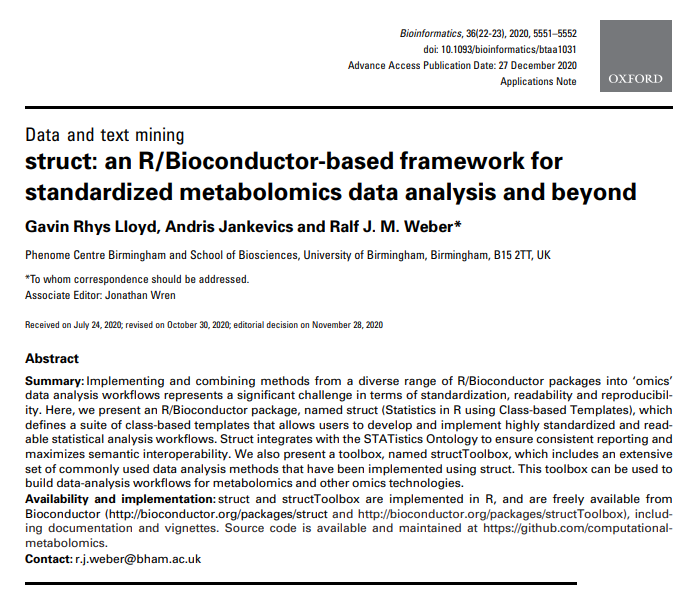 Bioinformatics, 36(22-23), 2020, 5551–5552
doi: 10.1093/bioinformatics/btaa1031
Advance Access Publication Date: 27 December 2020
Applications Note
OXFORD
Data and text mining
struct: an R/Bioconductor-based framework for
standardized metabolomics data analysis and beyond
Gavin Rhys Lloyd, Andris Jankevics and Ralf J. M. Weber*
Phenome Centre Birmingham and School of Biosciences, University of Birmingham, Birmingham, B15 2TT, UK
*To whom correspondence should be addressed.
Associate Editor: Jonathan Wren
Received on July 24, 2020; revised on October 30, 2020; editorial decision on November 28, 2020
Abstract
Summary: Implementing and combining methods from a diverse range of R/Bioconductor packages into ‘omics’
data analysis workflows represents a significant challenge in terms of standardization, readability and reproducibil-
ity. Here, we present an R/Bioconductor package, named struct (Statistics in R using Class-based Templates), which
defines a suite of class-based templates that allows users to develop and implement highly standardized and read-
able statistical analysis workflows. Struct integrates with the STATistics Ontology to ensure consistent reporting and
maximizes semantic interoperability. We also present a toolbox, named structToolbox, which includes an extensive
set of commonly used data analysis methods that have been implemented using struct. This toolbox can be used to
build data-analysis workflows for metabolomics and other omics technologies.
Availability and implementation: struct and structToolbox are implemented in R, and are freely available from
Bioconductor (http://bioconductor.org/packages/struct and http://bioconductor.org/packages/structToolbox), includ-
ing documentation and vignettes. Source code is available and maintained at https://github.com/computational-
metabolomics.
Contact: r.j.weber@bham.ac.uk